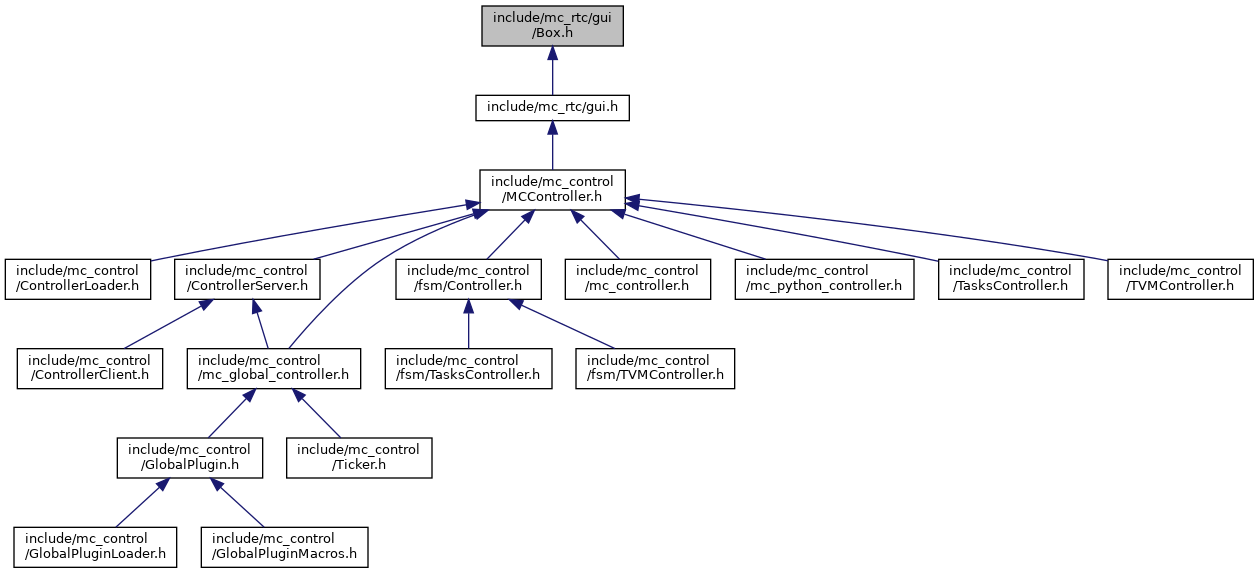 include/mc_rtc/gui
/Box.h
include/mc_rtc/gui.h
include/mc_control
/MCController.h
include/mc_control
/ControllerLoader.h
include/mc_control
/ControllerServer.h
include/mc_control
/fsm/Controller.h
include/mc_control
/mc_controller.h
include/mc_control
/mc_python_controller.h
include/mc_control
/TasksController.h
include/mc_control
/TVMController.h
include/mc_control
/ControllerClient.h
include/mc_control
/mc_global_controller.h
include/mc_control
/fsm/TasksController.h
include/mc_control
/fsm/TVMController.h
include/mc_control
/GlobalPlugin.h
include/mc_control
/Ticker.h
include/mc_control
/GlobalPluginLoader.h
include/mc_control
/GlobalPluginMacros.h